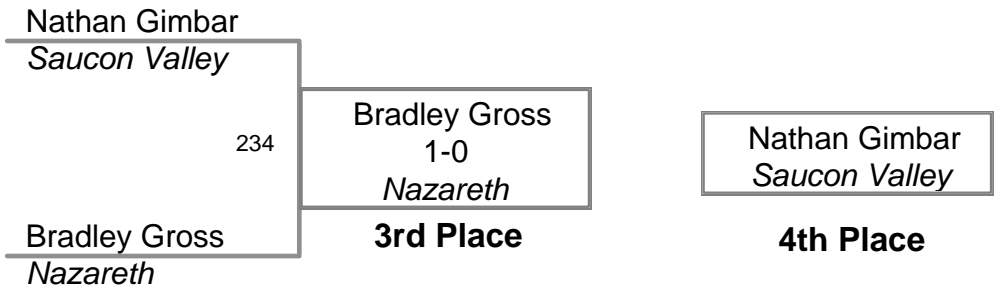 Nathan Gimbar
Saucon Valley
234
Bradley Gross
Nazareth
Bradley Gross
1-0
Nazareth
3rd Place
Nathan Gimbar
Saucon Valley
4th Place